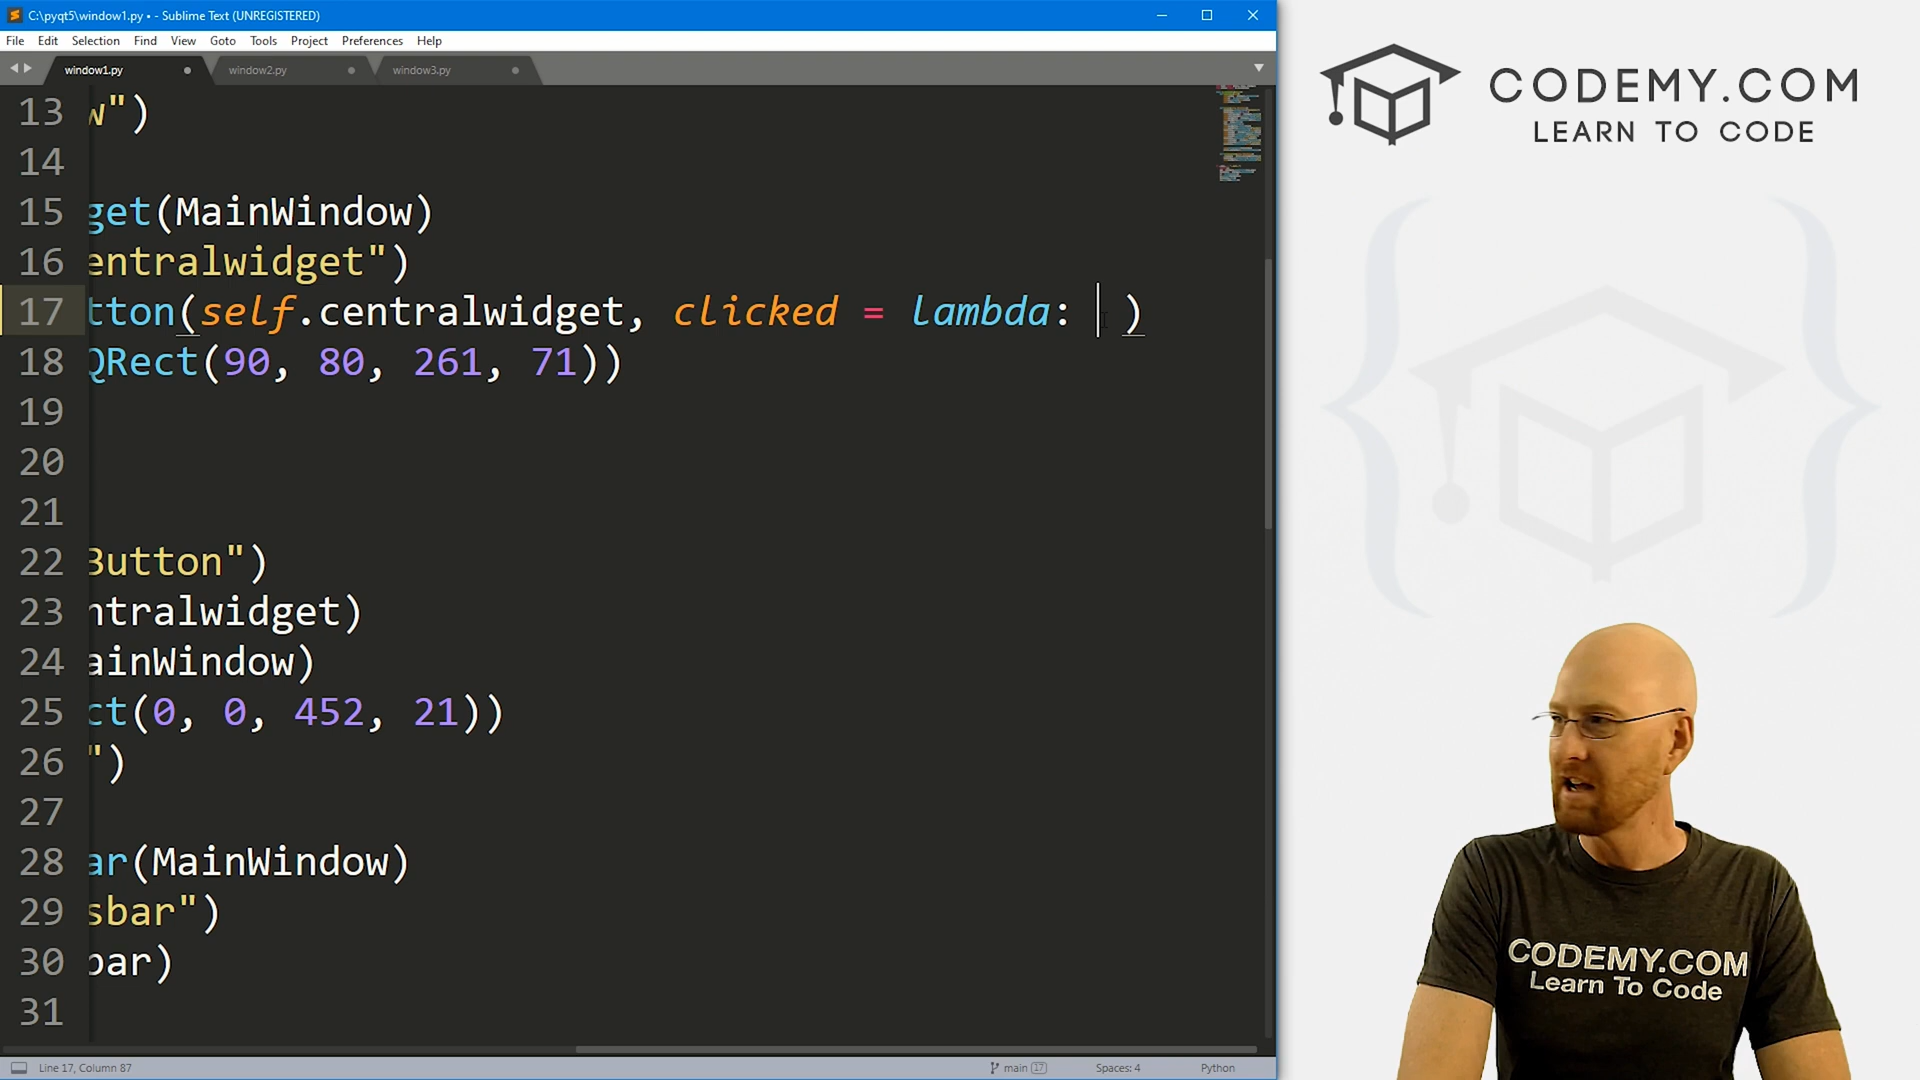 C:\pyqt5\window1.py • - Sublime Text (UNREGISTERED)
File Edit Selection Find View Goto Tools Project Preferences Help
window1.py window2.py window3.py
13 w")
14
15 get(MainWindow)
16 entralwidget")
17 tton(self.centralwidget, clicked = lambda: )
18 QRect(90, 80, 261, 71))
19
20
21
22 Button")
23 ntralwidget)
24 ainWindow)
25 ct(0, 0, 452, 21))
26 ")
27
28 ar(MainWindow)
29 sbar")
30 bar)
31
Line 17, Column 87 main 17 Spaces: 4 Python
CODEMY.COM
LEARN TO CODE
CODEMY.COM
Learn To Code